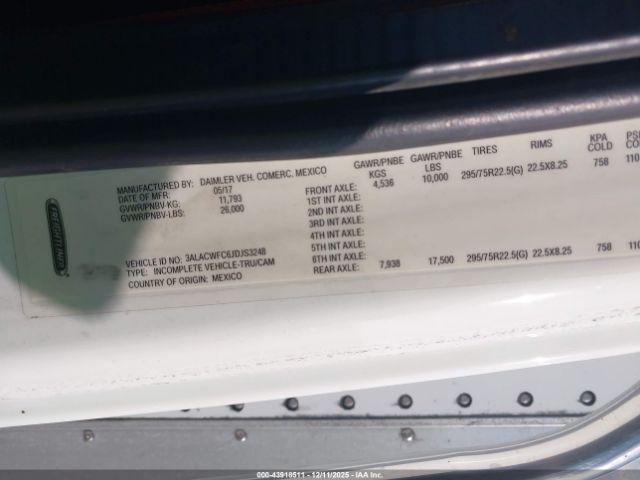 FREIGHTLINER
MANUFACTURED BY: DAIMLER VEH. COMERC. MEXICO
DATE OF MFR: 05/17
GVWR/PNBV-KG: 11,793
GVWR/PNBV-LBS: 26,000
VEHICLE ID NO: 3ALACWFC6JDJS3248
TYPE: INCOMPLETE VEHICLE-TRU/CAM
COUNTRY OF ORIGIN: MEXICO
GAWR/PNBE KGS GAWR/PNBE LBS TIRES RIMS KPA COLD PSI COLD
FRONT AXLE: 4,536 10,000 295/75R22.5(G) 22.5X8.25 758 110
1ST INT AXLE:
2ND INT AXLE:
3RD INT AXLE:
4TH INT AXLE:
5TH INT AXLE:
6TH INT AXLE:
REAR AXLE: 7,938 17,500 295/75R22.5(G) 22.5X8.25 758 110
000-43918511 - 12/11/2025 - IAA Inc.